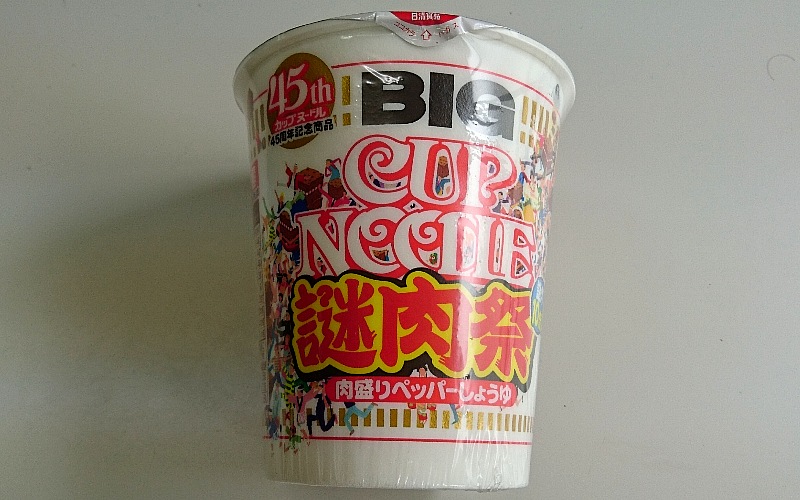 日清食品
45th
カップヌードル
45周年記念商品
BIG
CUP
NOODLE
謎肉祭
肉盛りペッパーしょうゆ